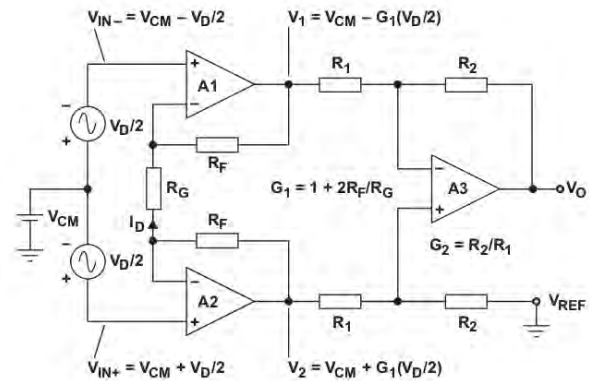 V_IN– = V_CM – V_D/2
V_1 = V_CM – G_1(V_D/2)
R_1
R_2
+
A1
–
–
V_D/2
+
R_F
R_G
G_1 = 1 + 2R_F/R_G
–
A3
V_O
+
V_CM
I_D
R_F
G_2 = R_2/R_1
–
V_D/2
+
–
A2
+
R_1
R_2
V_REF
V_IN+ = V_CM + V_D/2
V_2 = V_CM + G_1(V_D/2)